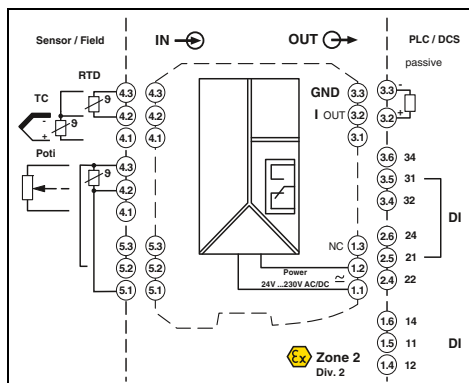 Sensor / Field
IN
OUT
PLC / DCS
passive
RTD
TC
ϑ
ϑ
-
+
4.3
4.2
4.1
4.3
4.2
4.1
GND
I OUT
3.3
3.2
3.1
3.3
3.2
-
+
Poti
ϑ
4.3
4.2
4.1
5.3
5.2
5.1
5.3
5.2
5.1
3.6 34
3.5 31
3.4 32
DI
2.6 24
2.5 21
2.4 22
NC 1.3
1.2
1.1
Power
24V ...230V AC/DC
1.6 14
1.5 11
1.4 12
DI
Ex Zone 2
Div. 2